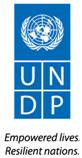 U N
D P
Empowered lives.
Resilient nations.